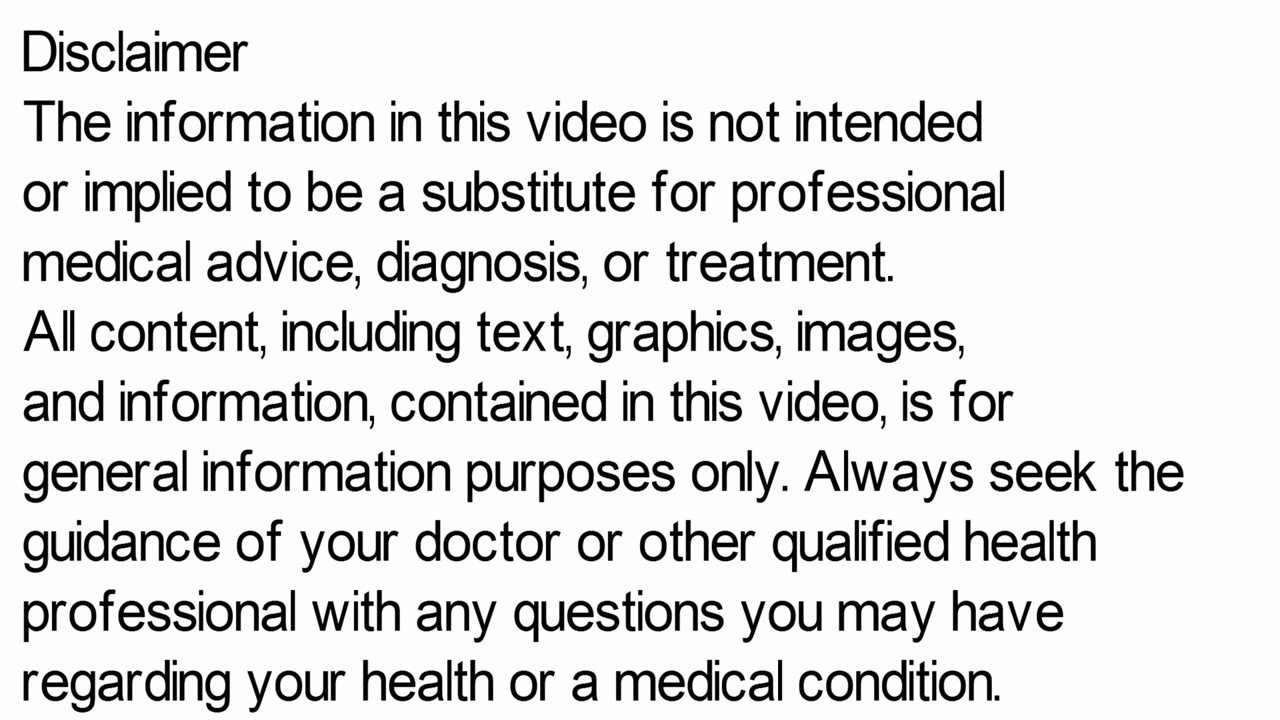 Disclaimer
The information in this video is not intended
or implied to be a substitute for professional
medical advice, diagnosis, or treatment.
All content, including text, graphics, images,
and information, contained in this video, is for
general information purposes only. Always seek the
guidance of your doctor or other qualified health
professional with any questions you may have
regarding your health or a medical condition.